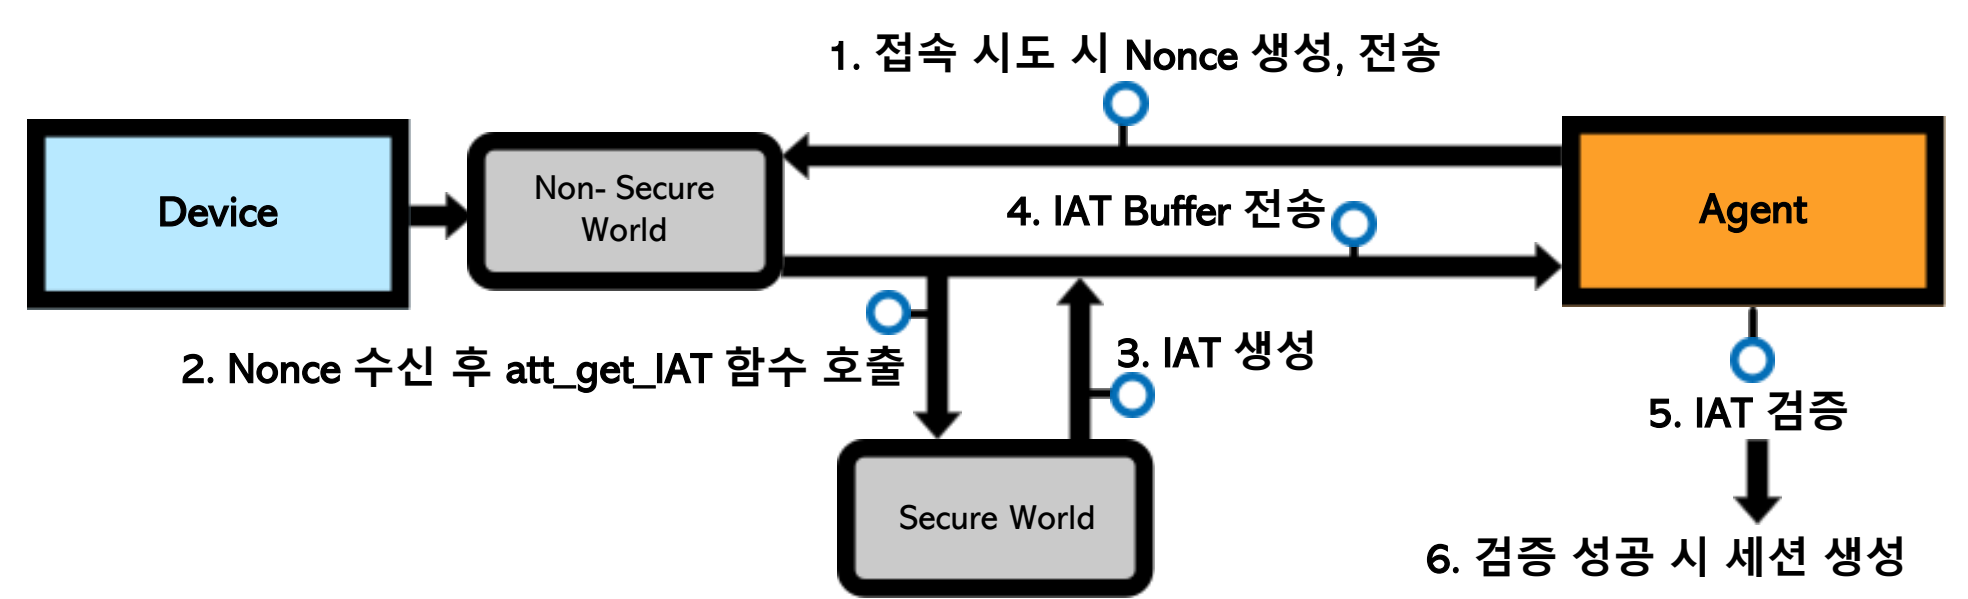 1. 접속 시도 시 Nonce 생성, 전송
Device
Non- Secure
World
4. IAT Buffer 전송
Agent
2. Nonce 수신 후 att_get_IAT 함수 호출
3. IAT 생성
5. IAT 검증
Secure World
6. 검증 성공 시 세션 생성